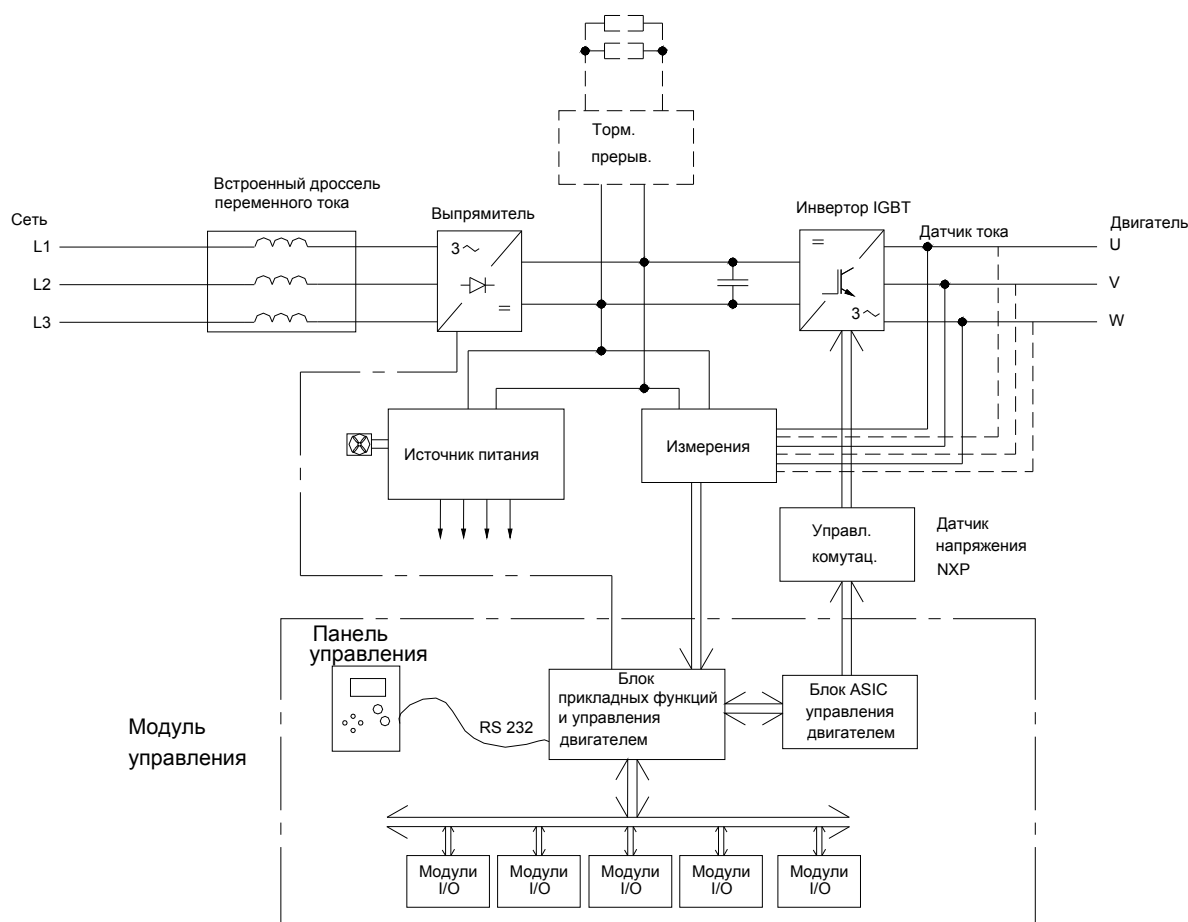 Торм.
прерыв.
Встроенный дроссель
переменного тока
Сеть
Выпрямитель
Инвертор IGBT
Датчик тока
Двигатель
L1
3
U
L2
=
V
L3
=
3
W
Источник питания
Измерения
Управл.
комутац.
Датчик
напряжения
NXP
Панель
управления
Модуль
управления
RS 232
Блок
прикладных функций
и управления
двигателем
Блок ASIC
управления
двигателем
Модули
I/O
Модули
I/O
Модули
I/O
Модули
I/O
Модули
I/O